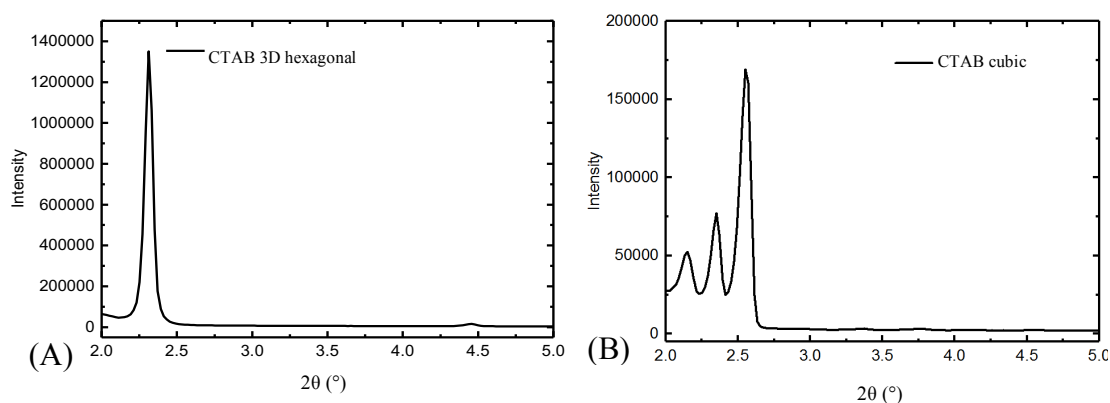 1400000
1200000
1000000
800000
600000
400000
200000
0
Intensity
CTAB 3D hexagonal
2.0 2.5 3.0 3.5 4.0 4.5 5.0
2θ (°)
(A)
200000
150000
100000
50000
0
Intensity
CTAB cubic
2.0 2.5 3.0 3.5 4.0 4.5 5.0
2θ (°)
(B)